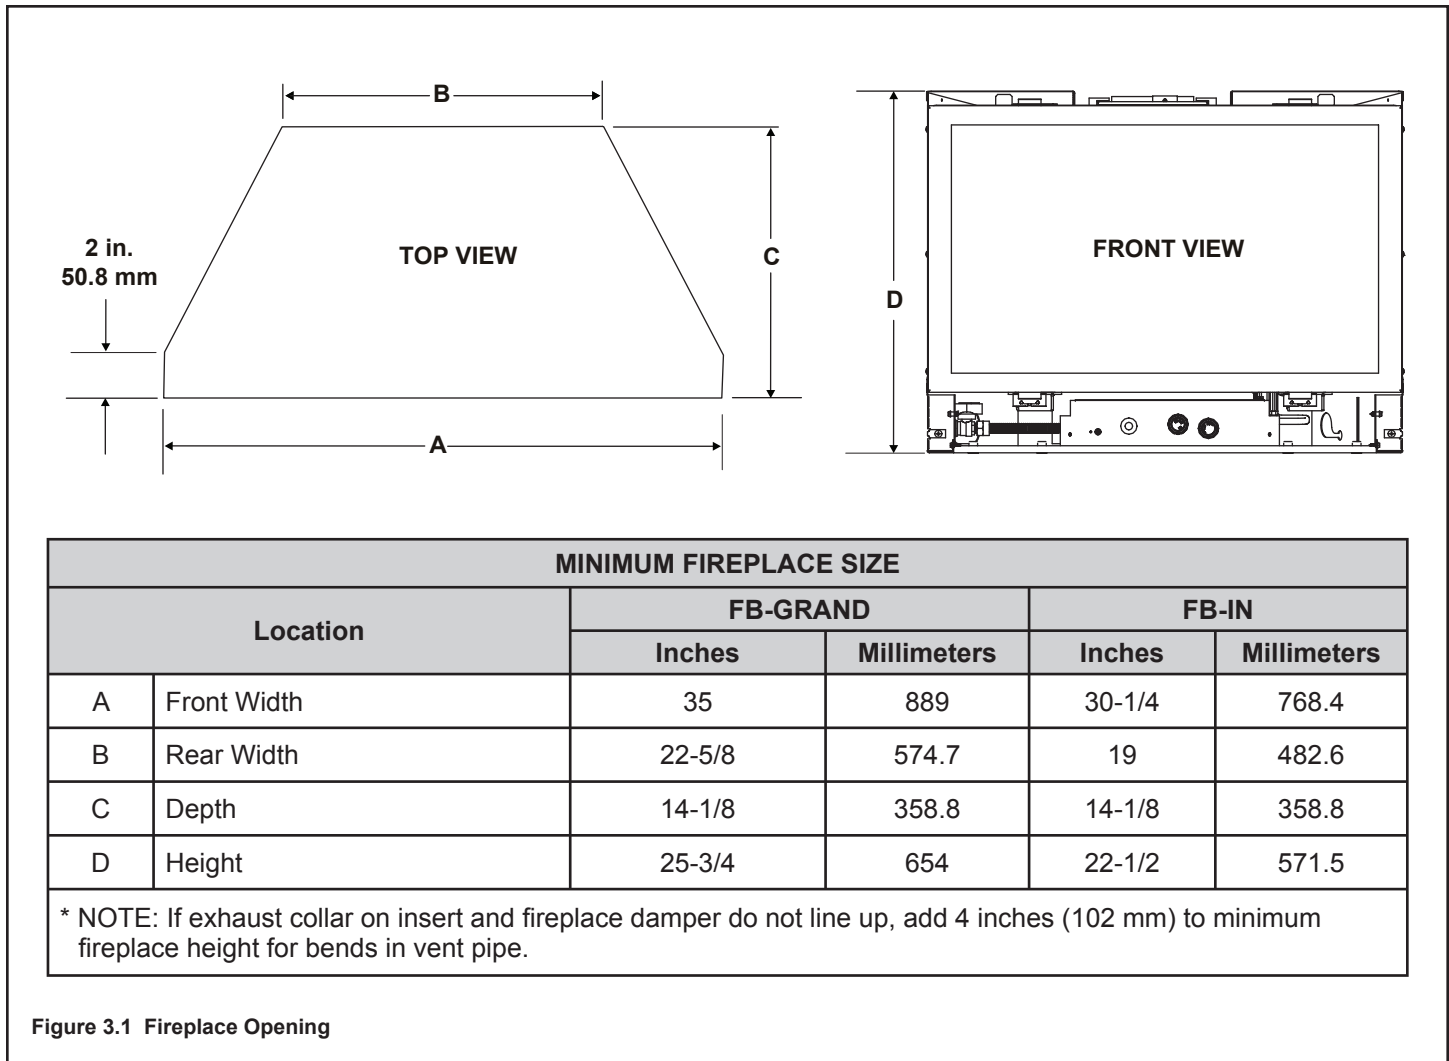 B
2 in.
50.8 mm
TOP VIEW
C
A
D
FRONT VIEW
MINIMUM FIREPLACE SIZE
Location FB-GRAND FB-IN
Inches Millimeters Inches Millimeters
A Front Width 35 889 30-1/4 768.4
B Rear Width 22-5/8 574.7 19 482.6
C Depth 14-1/8 358.8 14-1/8 358.8
D Height 25-3/4 654 22-1/2 571.5
* NOTE: If exhaust collar on insert and fireplace damper do not line up, add 4 inches (102 mm) to minimum
fireplace height for bends in vent pipe.
Figure 3.1 Fireplace Opening